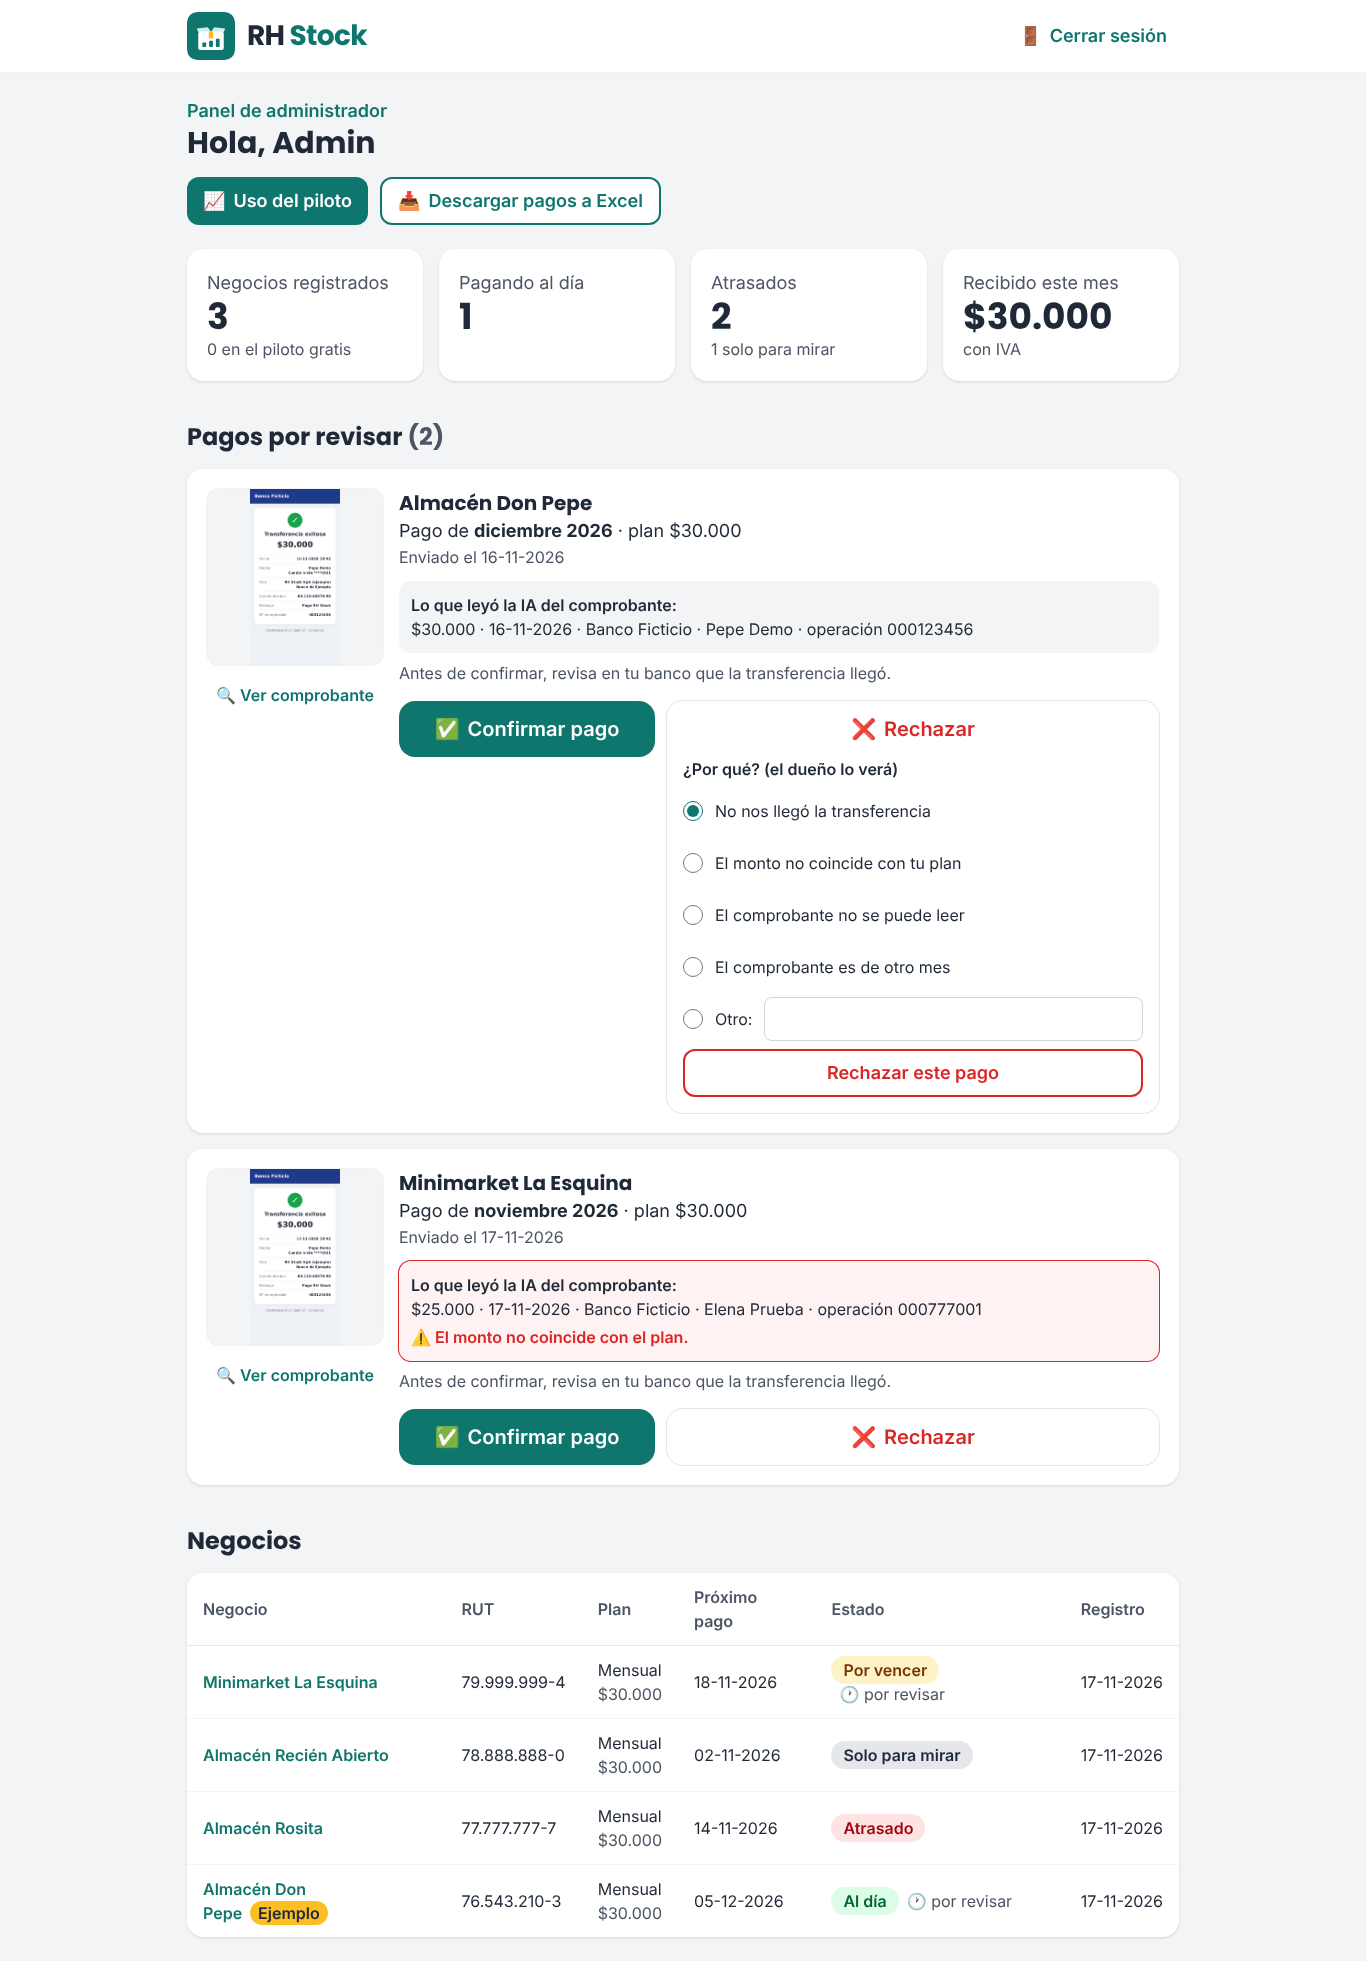 RH Stock
Cerrar sesión
Panel de administrador
Hola, Admin
Uso del piloto
Descargar pagos a Excel
Negocios registrados
3
0 en el piloto gratis
Pagando al día
1
Atrasados
2
1 solo para mirar
Recibido este mes
$30.000
con IVA
Pagos por revisar (2)
Banco Ficticio
Transferencia exitosa
$30.000
Almacén Don Pepe
Pago de diciembre 2026 · plan $30.000
Enviado el 16-11-2026
Lo que leyó la IA del comprobante:
$30.000 · 16-11-2026 · Banco Ficticio · Pepe Demo · operación 000123456
Antes de confirmar, revisa en tu banco que la transferencia llegó.
Ver comprobante
Confirmar pago
Rechazar
¿Por qué? (el dueño lo verá)
No nos llegó la transferencia
El monto no coincide con tu plan
El comprobante no se puede leer
El comprobante es de otro mes
Otro:
Rechazar este pago
Banco Ficticio
Transferencia exitosa
$30.000
Minimarket La Esquina
Pago de noviembre 2026 · plan $30.000
Enviado el 17-11-2026
Lo que leyó la IA del comprobante:
$25.000 · 17-11-2026 · Banco Ficticio · Elena Prueba · operación 000777001
El monto no coincide con el plan.
Antes de confirmar, revisa en tu banco que la transferencia llegó.
Ver comprobante
Confirmar pago
Rechazar
Negocios
Negocio RUT Plan Próximo pago Estado Registro
Minimarket La Esquina 79.999.999-4 Mensual $30.000 18-11-2026 Por vencer por revisar 17-11-2026
Almacén Recién Abierto 78.888.888-0 Mensual $30.000 02-11-2026 Solo para mirar 17-11-2026
Almacén Rosita 77.777.777-7 Mensual $30.000 14-11-2026 Atrasado 17-11-2026
Almacén Don Pepe Ejemplo 76.543.210-3 Mensual $30.000 05-12-2026 Al día por revisar 17-11-2026